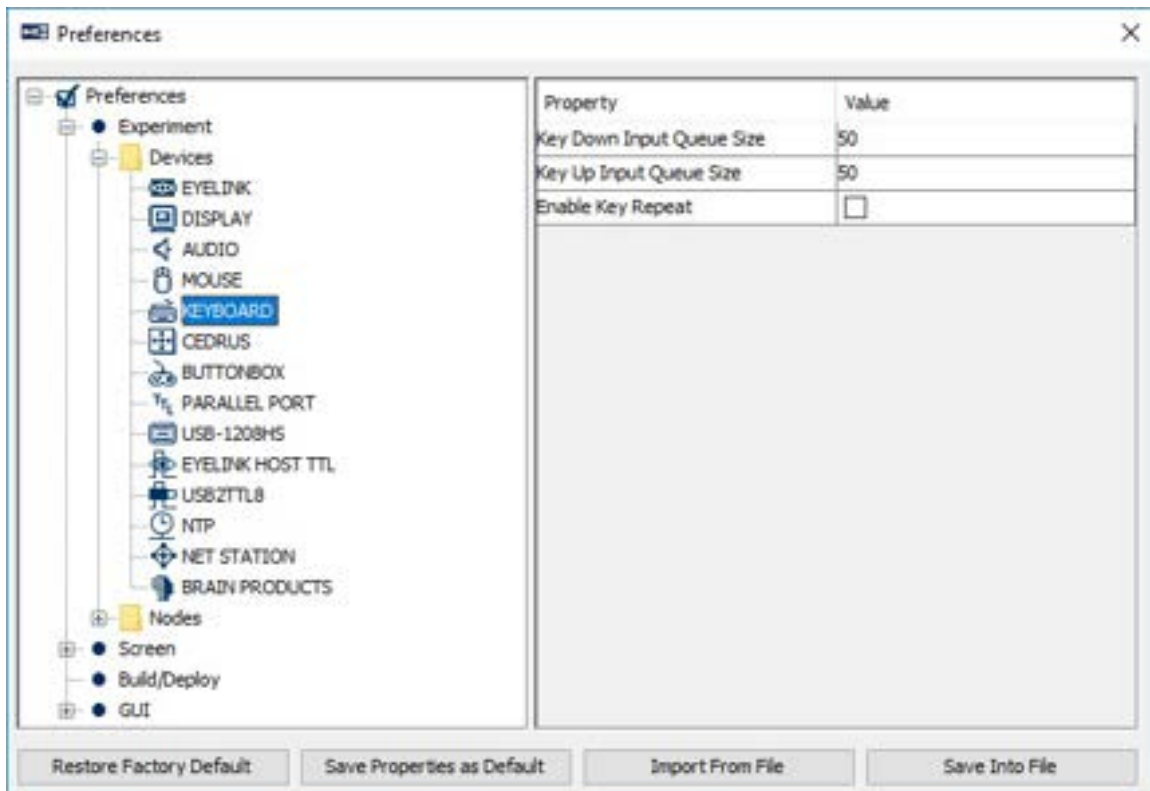 Preferences
Preferences
Experiment
Devices
EYELINK
DISPLAY
AUDIO
MOUSE
KEYBOARD
CEDRUS
BUTTONBOX
PARALLEL PORT
USB-1208HS
EYELINK HOST TTL
USB2TTL8
NTP
NET STATION
BRAIN PRODUCTS
Nodes
Screen
Build/Deploy
GUI
Property Value
Key Down Input Queue Size 50
Key Up Input Queue Size 50
Enable Key Repeat
Restore Factory Default Save Properties as Default Import From File Save Into File